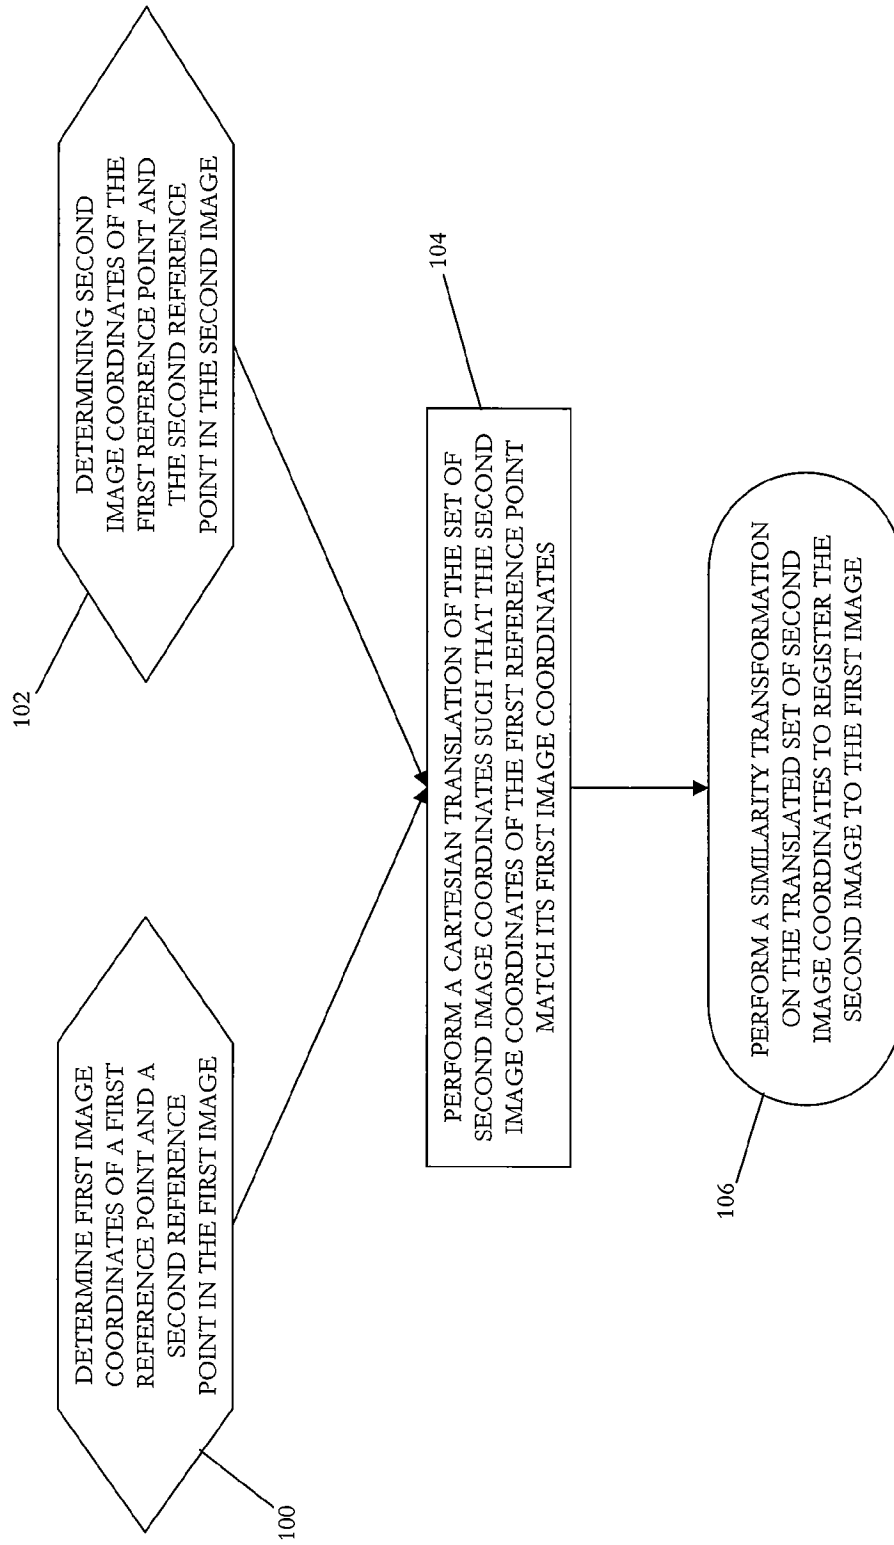 100
DETERMINE FIRST IMAGE
COORDINATES OF A FIRST
REFERENCE POINT AND A
SECOND REFERENCE
POINT IN THE FIRST IMAGE
102
DETERMINING SECOND
IMAGE COORDINATES OF THE
FIRST REFERENCE POINT AND
THE SECOND REFERENCE
POINT IN THE SECOND IMAGE
104
PERFORM A CARTESIAN TRANSLATION OF THE SET OF
SECOND IMAGE COORDINATES SUCH THAT THE SECOND
IMAGE COORDINATES OF THE FIRST REFERENCE POINT
MATCH ITS FIRST IMAGE COORDINATES
106
PERFORM A SIMILARITY TRANSFORMATION
ON THE TRANSLATED SET OF SECOND
IMAGE COORDINATES TO REGISTER THE
SECOND IMAGE TO THE FIRST IMAGE